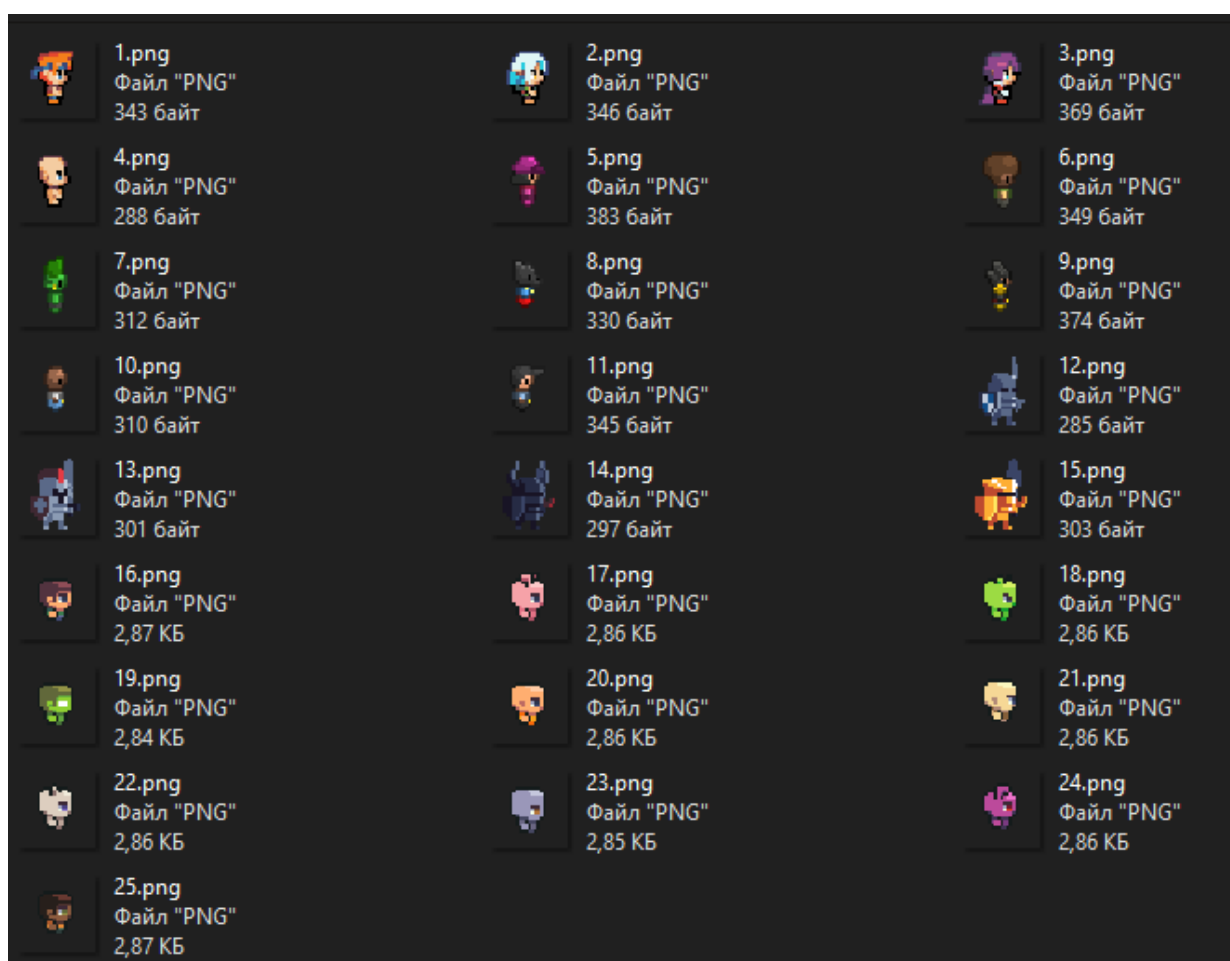 1.png
Файл "PNG"
343 байт
2.png
Файл "PNG"
346 байт
3.png
Файл "PNG"
369 байт
4.png
Файл "PNG"
288 байт
5.png
Файл "PNG"
383 байт
6.png
Файл "PNG"
349 байт
7.png
Файл "PNG"
312 байт
8.png
Файл "PNG"
330 байт
9.png
Файл "PNG"
374 байт
10.png
Файл "PNG"
310 байт
11.png
Файл "PNG"
345 байт
12.png
Файл "PNG"
285 байт
13.png
Файл "PNG"
301 байт
14.png
Файл "PNG"
297 байт
15.png
Файл "PNG"
303 байт
16.png
Файл "PNG"
2,87 КБ
17.png
Файл "PNG"
2,86 КБ
18.png
Файл "PNG"
2,86 КБ
19.png
Файл "PNG"
2,84 КБ
20.png
Файл "PNG"
2,86 КБ
21.png
Файл "PNG"
2,86 КБ
22.png
Файл "PNG"
2,86 КБ
23.png
Файл "PNG"
2,85 КБ
24.png
Файл "PNG"
2,86 КБ
25.png
Файл "PNG"
2,87 КБ